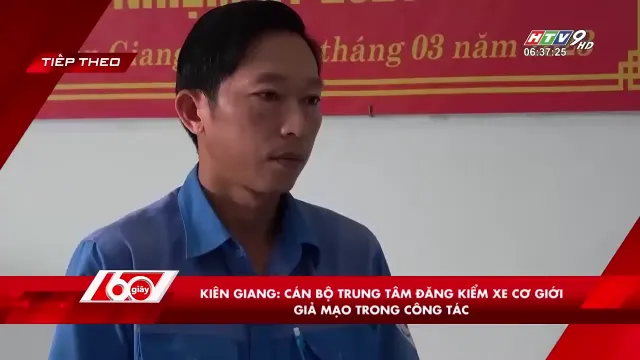 tháng 03 năm
Giang
HTV9 HD
06:37:25
TIẾP THEO
60 giây
KIÊN GIANG: CÁN BỘ TRUNG TÂM ĐĂNG KIỂM XE CƠ GIỚI
GIẢ MẠO TRONG CÔNG TÁC